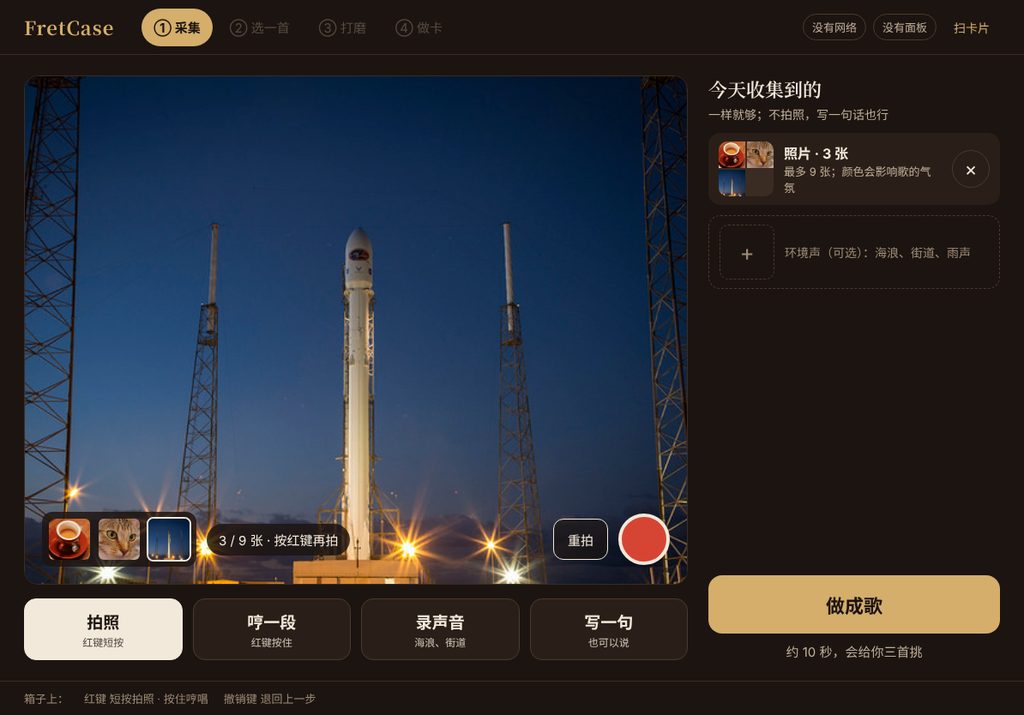 FretCase
① 采集
② 选一首
③ 打磨
④ 做卡
没有网络
没有面板
扫卡片
今天收集到的
一样就够；不拍照，写一句话也行
照片 · 3 张
最多 9 张；颜色会影响歌的气
氛
×
+
环境声（可选）：海浪、街道、雨声
3 / 9 张 · 按红键再拍
重拍
拍照
红键短按
哼一段
红键按住
录声音
海浪、街道
写一句
也可以说
做成歌
约 10 秒，会给你三首挑
箱子上： 红键 短按拍照 · 按住哼唱 撤销键 退回上一步